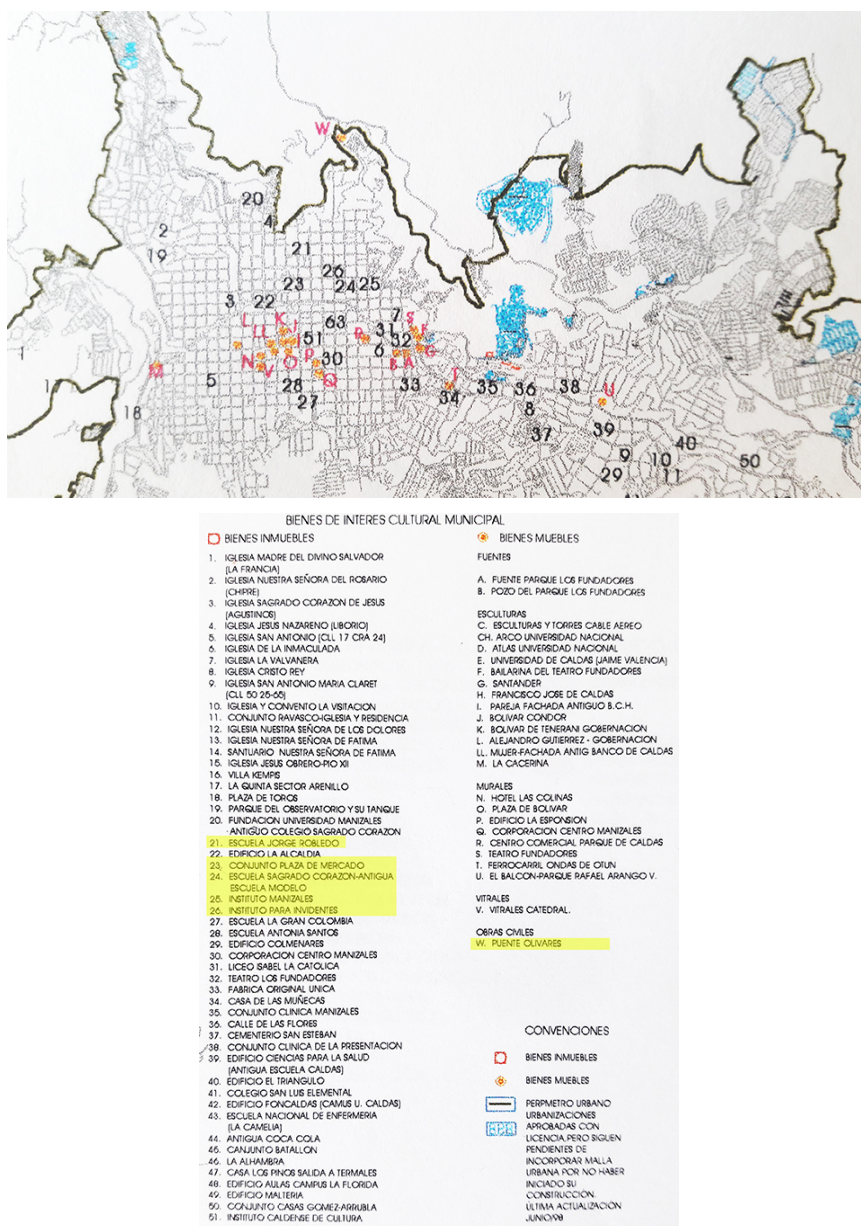 W
20
4
2
19
21
26
23
24
25
3
22
7
L
K
J
S
63
31
F
LL
I
51
R
32
1
N
O
P
30
6
B
A
G
M
V
Q
T
U
17
5
28
33
34
35
36
38
18
27
8
37
39
40
9
10
50
29
11
BIENES DE INTERES CULTURAL MUNICIPAL
BIENES INMUEBLES
1. IGLESIA MADRE DEL DIVINO SALVADOR
(LA FRANCIA)
2. IGLESIA NUESTRA SEÑORA DEL ROSARIO
(CHIPRE)
3. IGLESIA SAGRADO CORAZON DE JESUS
(AGUSTINOS)
4. IGLESIA JESUS NAZARENO (LIBORIO)
5. IGLESIA SAN ANTONIO (CLL 17 CRA 24)
6. IGLESIA DE LA INMACULADA
7. IGLESIA LA VALVANERA
8. IGLESIA CRISTO REY
9. IGLESIA SAN ANTONIO MARIA CLARET
(CLL 50 25-65)
10. IGLESIA Y CONVENTO LA VISITACION
11. CONJUNTO RAVASCO-IGLESIA Y RESIDENCIA
12. IGLESIA NUESTRA SEÑORA DE LOS DOLORES
13. IGLESIA NUESTRA SEÑORA DE FATIMA
14. SANTUARIO NUESTRA SEÑORA DE FATIMA
15. IGLESIA JESUS OBRERO-PIO XII
16. VILLA KEMPIS
17. LA QUINTA SECTOR ARENILLO
18. PLAZA DE TOROS
19. PARQUE DEL OBSERVATORIO Y SU TANQUE
20. FUNDACION UNIVERSIDAD MANIZALES
ANTIGUO COLEGIO SAGRADO CORAZON
21. ESCUELA JORGE ROBLEDO
22. EDIFICIO LA ALCALDIA
23. CONJUNTO PLAZA DE MERCADO
24. ESCUELA SAGRADO CORAZON-ANTIGUA
ESCUELA MODELO
25. INSTITUTO MANIZALES
26. INSTITUTO PARA INVIDENTES
27. ESCUELA LA GRAN COLOMBIA
28. ESCUELA ANTONIA SANTOS
29. EDIFICIO COLMENARES
30. CORPORACION CENTRO MANIZALES
31. LICEO ISABEL LA CATOLICA
32. TEATRO LOS FUNDADORES
33. FABRICA ORIGINAL UNICA
34. CASA DE LAS MUÑECAS
35. CONJUNTO CLINICA MANIZALES
36. CALLE DE LAS FLORES
37. CEMENTERIO SAN ESTEBAN
38. CONJUNTO CLINICA DE LA PRESENTACION
39. EDIFICIO CIENCIAS PARA LA SALUD
(ANTIGUA ESCUELA CALDAS)
40. EDIFICIO EL TRIANGULO
41. COLEGIO SAN LUIS ELEMENTAL
42. EDIFICIO FONCALDAS (CAMUS U. CALDAS)
43. ESCUELA NACIONAL DE ENFERMERIA
(LA CAMELIA)
44. ANTIGUA COCA COLA
45. CANJUNTO BATALLON
46. LA ALHAMBRA
47. CASA LOS PINOS SALIDA A TERMALES
48. EDIFICIO AULAS CAMPUS LA FLORIDA
49. EDIFICIO MALTERIA
50. CONJUNTO CASAS GOMEZ-ARRUBLA
51. INSTITUTO CALDENSE DE CULTURA
BIENES MUEBLES
FUENTES
A. FUENTE PARQUE LOS FUNDADORES
B. POZO DEL PARQUE LOS FUNDADORES
ESCULTURAS
C. ESCULTURAS Y TORRES CABLE AEREO
CH. ARCO UNIVERSIDAD NACIONAL
D. ATLAS UNIVERSIDAD NACIONAL
E. UNIVERSIDAD DE CALDAS (JAIME VALENCIA)
F. BAILARINA DEL TEATRO FUNDADORES
G. SANTANDER
H. FRANCISCO JOSE DE CALDAS
I. PAREJA FACHADA ANTIGUO B.C.H.
J. BOLIVAR CONDOR
K. BOLIVAR DE TENERANI GOBERNACION
L. ALEJANDRO GUTIERREZ - GOBERNACION
LL. MUJER-FACHADA ANTIG BANCO DE CALDAS
M. LA CACERINA
MURALES
N. HOTEL LAS COLINAS
O. PLAZA DE BOLIVAR
P. EDIFICIO LA ESPONSION
Q. CORPORACION CENTRO MANIZALES
R. CENTRO COMERCIAL PARQUE DE CALDAS
S. TEATRO FUNDADORES
T. FERROCARRIL ONDAS DE OTUN
U. EL BALCON-PARQUE RAFAEL ARANGO V.
VITRALES
V. VITRALES CATEDRAL.
OBRAS CIVILES
W. PUENTE OLIVARES
CONVENCIONES
BIENES INMUEBLES
BIENES MUEBLES
PERPMETRO URBANO
URBANIZACIONES
APROBADAS CON
LICENCIA.PERO SIGUEN
PENDIENTES DE
INCORPORAR MALLA
URBANA POR NO HABER
INICIADO SU
CONSTRUCCIÓN.
ÚLTIMA ACTUALIZACIÓN
JUNIO/98